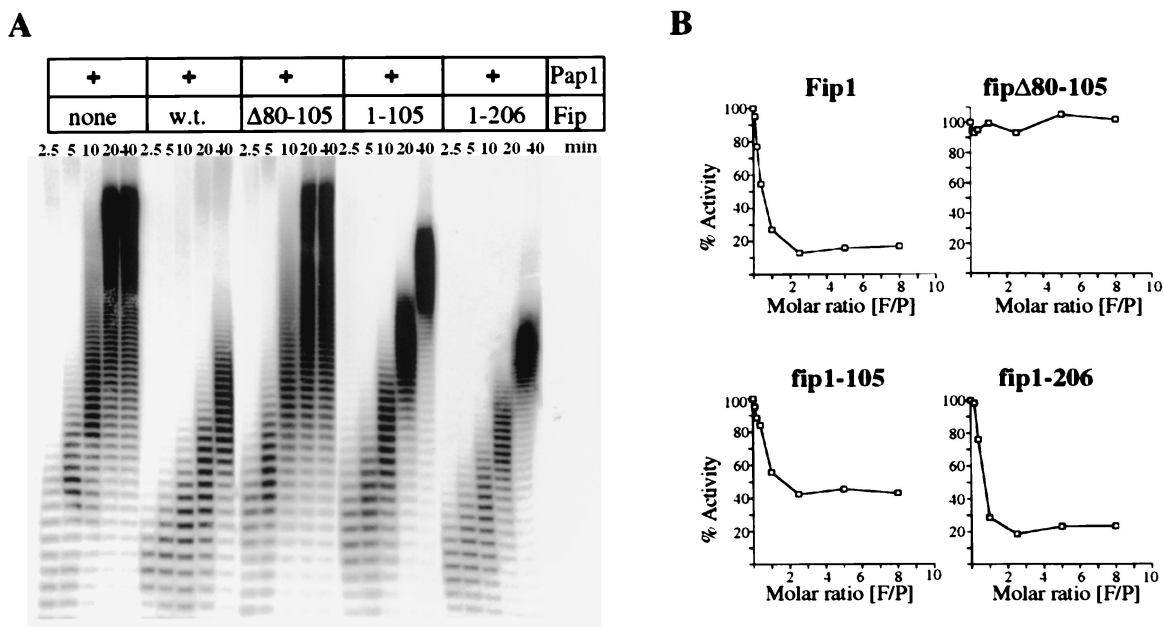 A
+ + + + + Pap1
none w.t. Δ80-105 1-105 1-206 Fip
2.5 5 10 20 40 2.5 5 10 20 40 2.5 5 10 20 40 2.5 5 10 20 40 2.5 5 10 20 40 min
B
Fip1
% Activity
100
80
60
40
20
2 4 6 8 10
Molar ratio [F/P]
fipΔ80-105
100
80
60
40
20
2 4 6 8 10
Molar ratio [F/P]
fip1-105
% Activity
100
80
60
40
20
2 4 6 8 10
Molar ratio [F/P]
fip1-206
100
80
60
40
20
2 4 6 8 10
Molar ratio [F/P]